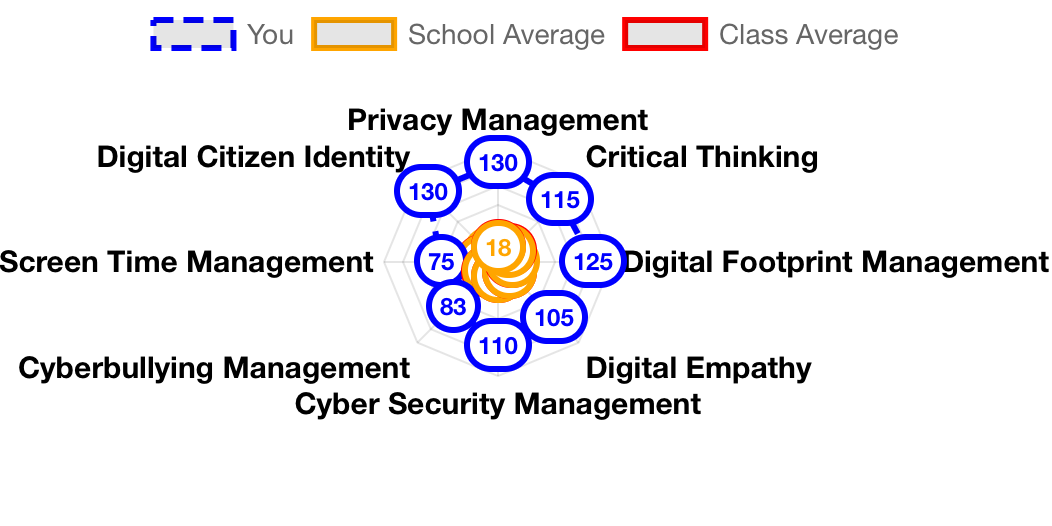 You School Average Class Average
Privacy Management
Digital Citizen Identity Critical Thinking
130
130
115
Screen Time Management 75 18 125 Digital Footprint Management
83
105
110
Cyberbullying Management Digital Empathy
Cyber Security Management